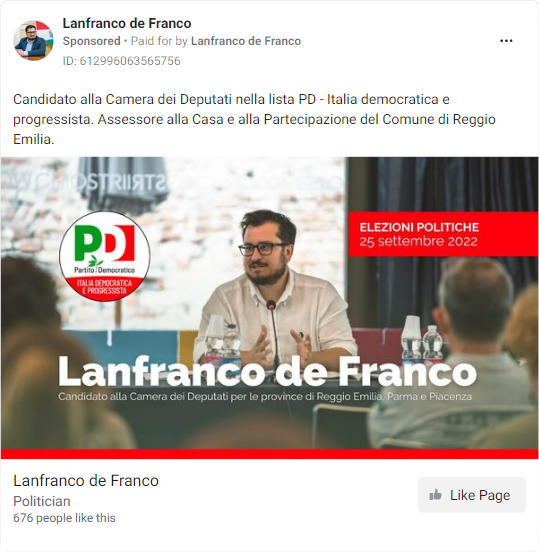 Lanfranco de Franco
Sponsored • Paid for by Lanfranco de Franco
ID: 612996063565756
Candidato alla Camera dei Deputati nella lista PD - Italia democratica e
progressista. Assessore alla Casa e alla Partecipazione del Comune di Reggio
Emilia.
PD
Partito Democratico
ITALIA DEMOCRATICA
E PROGRESSISTA
ELEZIONI POLITICHE
25 settembre 2022
Lanfranco de Franco
Candidato alla Camera dei Deputati per le province di Reggio Emilia, Parma e Piacenza
Lanfranco de Franco
Politician
676 people like this
Like Page